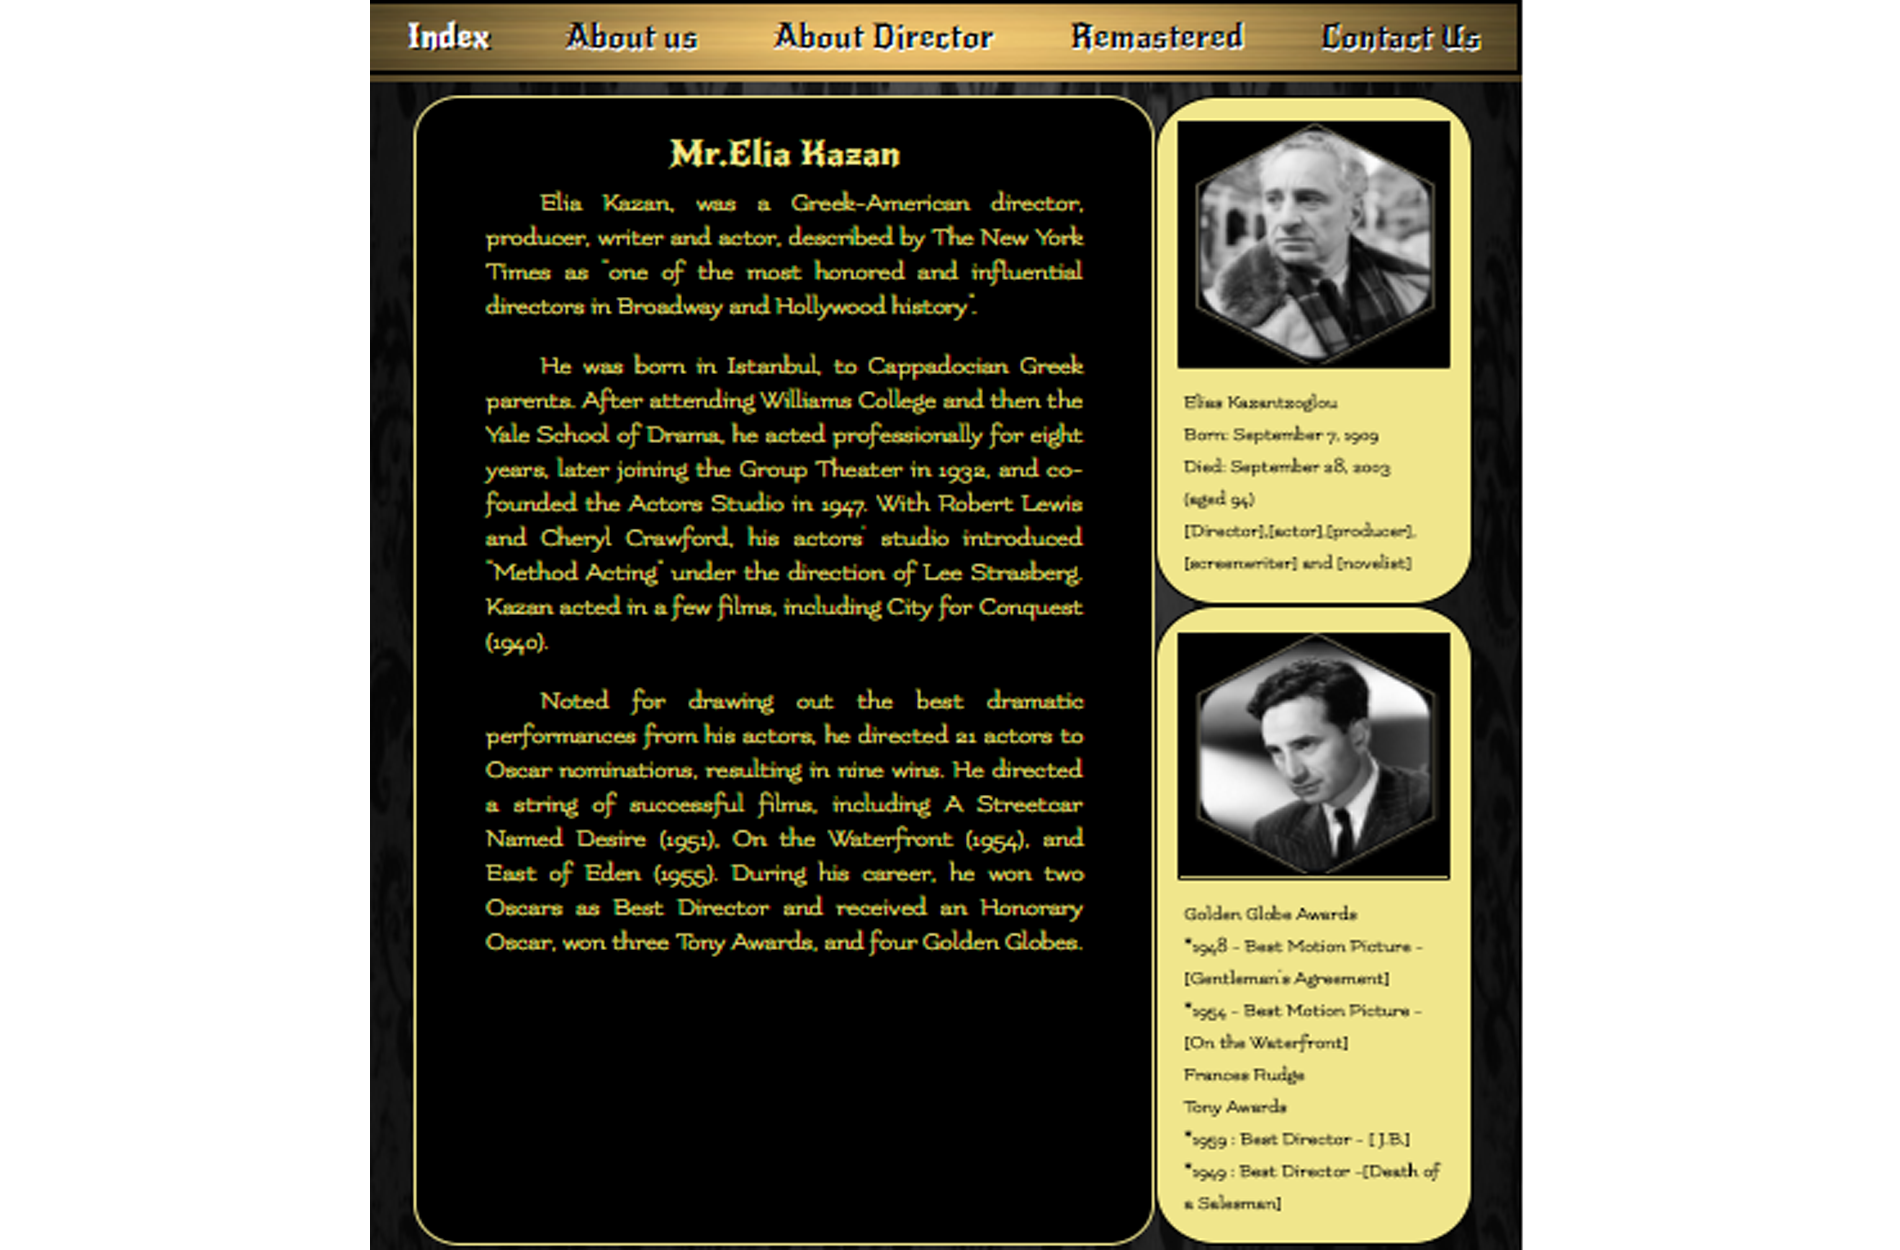 Index About us About Director Remastered Contact Us
Mr.Elia Kazan
Elia Kazan, was a Greek-American director,
producer, writer and actor, described by The New York
Times as "one of the most honored and influential
directors in Broadway and Hollywood history".
He was born in Istanbul, to Cappadocian Greek
parents. After attending Williams College and then the
Yale School of Drama, he acted professionally for eight
years, later joining the Group Theater in 1932, and co-
founded the Actors Studio in 1947. With Robert Lewis
and Cheryl Crawford, his actors' studio introduced
"Method Acting" under the direction of Lee Strasberg.
Kazan acted in a few films, including City for Conquest
(1940).
Noted for drawing out the best dramatic
performances from his actors, he directed 21 actors to
Oscar nominations, resulting in nine wins. He directed
a string of successful films, including A Streetcar
Named Desire (1951), On the Waterfront (1954), and
East of Eden (1955). During his career, he won two
Oscars as Best Director and received an Honorary
Oscar, won three Tony Awards, and four Golden Globes.
Elias Kazantzoglou
Born: September 7, 1909
Died: September 28, 2003
(aged 94)
[Director],[actor],[producer],
[screenwriter] and [novelist]
Golden Globe Awards
*1948 - Best Motion Picture -
[Gentleman's Agreement]
*1954 - Best Motion Picture -
[On the Waterfront]
Frances Rudge
Tony Awards
*1959 : Best Director - [ J.B.]
*1949 : Best Director -[Death of
a Salesman]